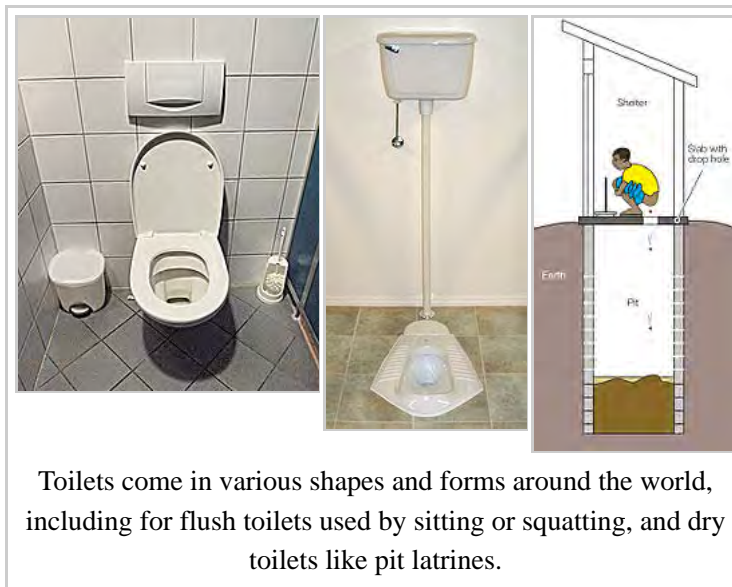 Shelter
Slab with
drop hole
Earth
Pit
Toilets come in various shapes and forms around the world,
including for flush toilets used by sitting or squatting, and dry
toilets like pit latrines.